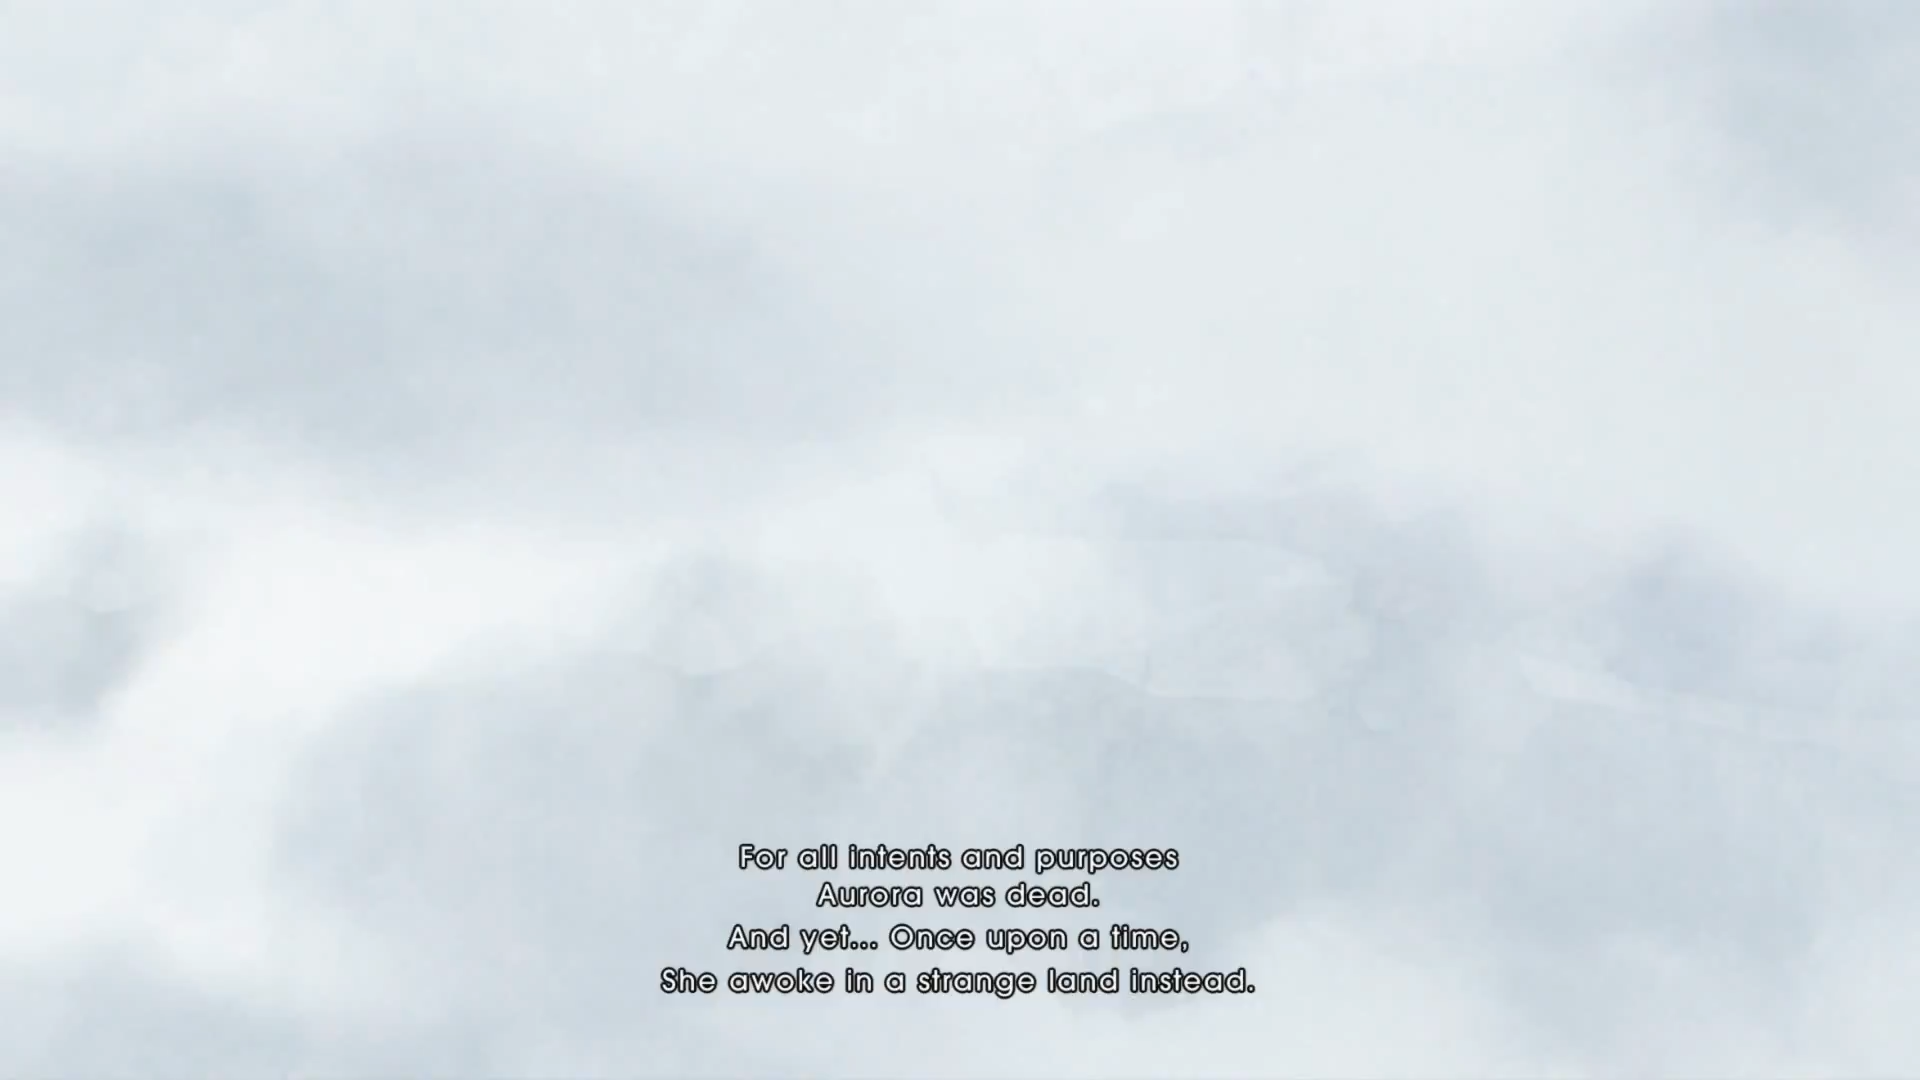 For all intents and purposes
Aurora was dead.
And yet... Once upon a time,
She awoke in a strange land instead.